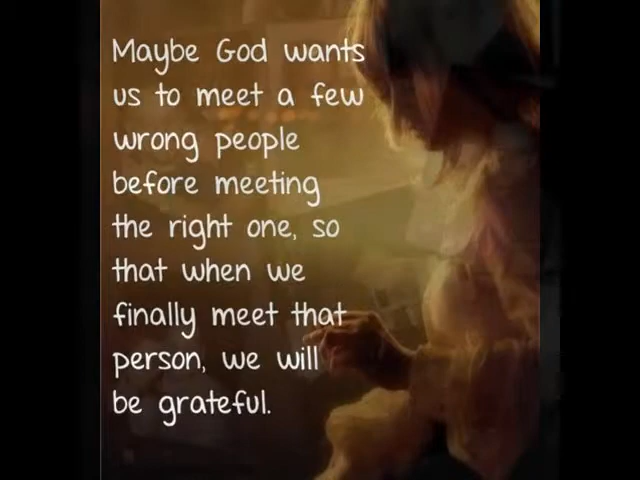 Maybe God wants
us to meet a few
wrong people
before meeting
the right one, so
that when we
finally meet that
person, we will
be grateful.